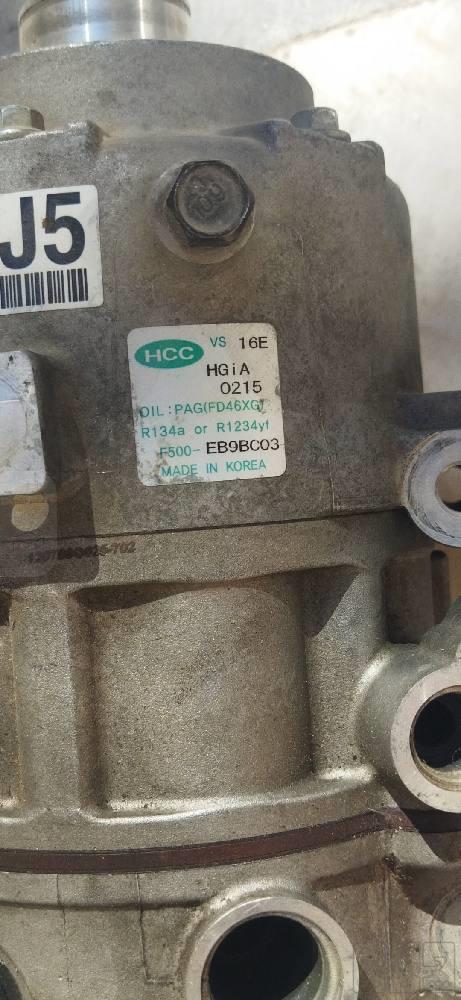 J5
HCC VS 16E
HGiA
0215
OIL:PAG(FD46XG)
R134a or R1234yf
F500-EB9BC03
MADE IN KOREA